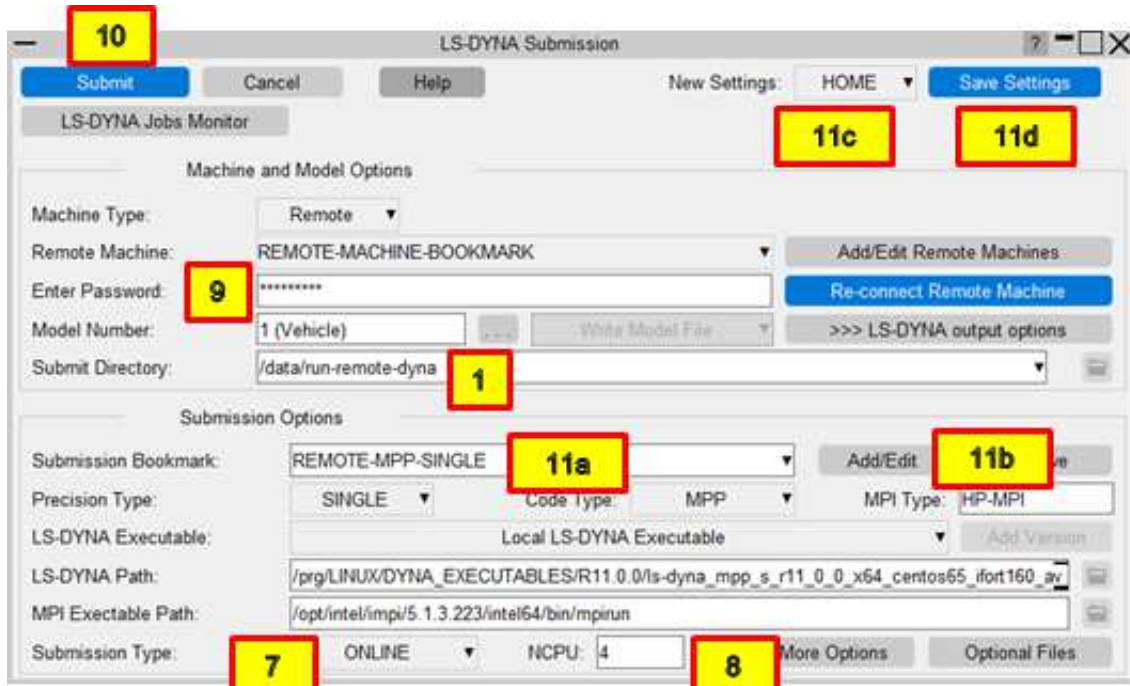 10
LS-DYNA Submission
?
Submit Cancel Help New Settings: HOME Save Settings
LS-DYNA Jobs Monitor
11c 11d
Machine and Model Options
Machine Type: Remote
Remote Machine: REMOTE-MACHINE-BOOKMARK Add/Edit Remote Machines
Enter Password: 9 ********* Re-connect Remote Machine
Model Number: 1 (Vehicle) ... Write Model File >>> LS-DYNA output options
Submit Directory: /data/run-remote-dyna 1
Submission Options
Submission Bookmark: REMOTE-MPP-SINGLE 11a Add/Edit 11b
Precision Type: SINGLE Code Type: MPP MPI Type: HP-MPI
LS-DYNA Executable: Local LS-DYNA Executable Add Version
LS-DYNA Path: /prg/LINUX/DYNA_EXECUTABLES/R11.0.0/ls-dyna_mpp_s_r11_0_0_x64_centos65_ifort160_av
MPI Exectable Path: /opt/intel/impi/5.1.3.223/intel64/bin/mpirun
Submission Type: 7 ONLINE NCPU: 4 8 More Options Optional Files